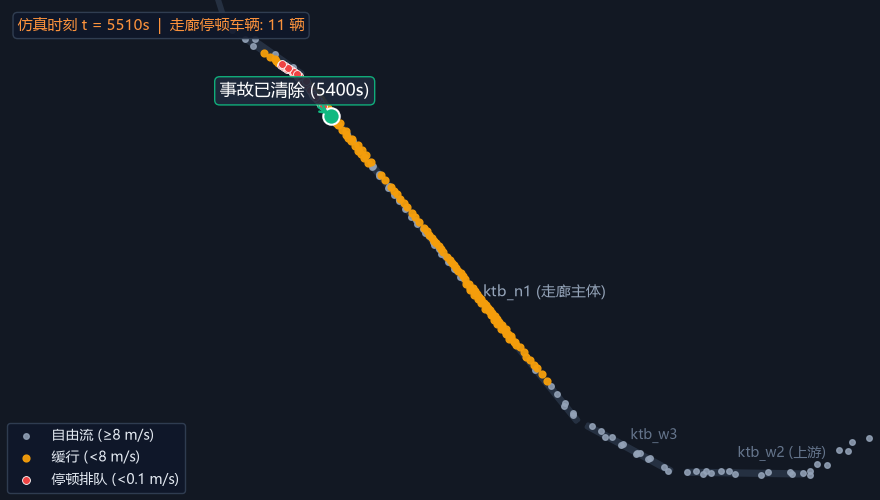 仿真时刻 t = 5510s | 走廊停顿车辆: 11 辆
事故已清除 (5400s)
ktb_n1 (走廊主体)
ktb_w3
ktb_w2 (上游)
自由流 (≥8 m/s)
缓行 (<8 m/s)
停顿排队 (<0.1 m/s)